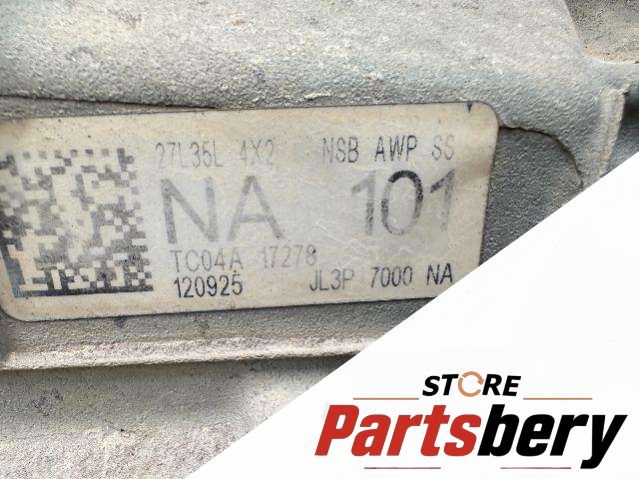 27L35L 4X2 NSB AWP SS
NA 101
TC04A 17278
120925 JL3P 7000 NA
STORE
Partsbery